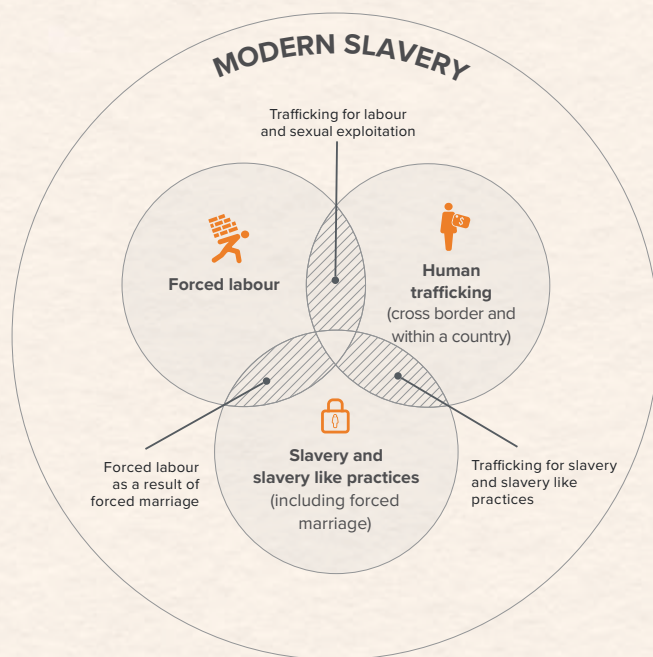 MODERN SLAVERY
Trafficking for labour
and sexual exploitation
Forced labour
$
Human
trafficking
(cross border and
within a country)
Slavery and
slavery like practices
(including forced
marriage)
Forced labour
as a result of
forced marriage
Trafficking for slavery
and slavery like
practices